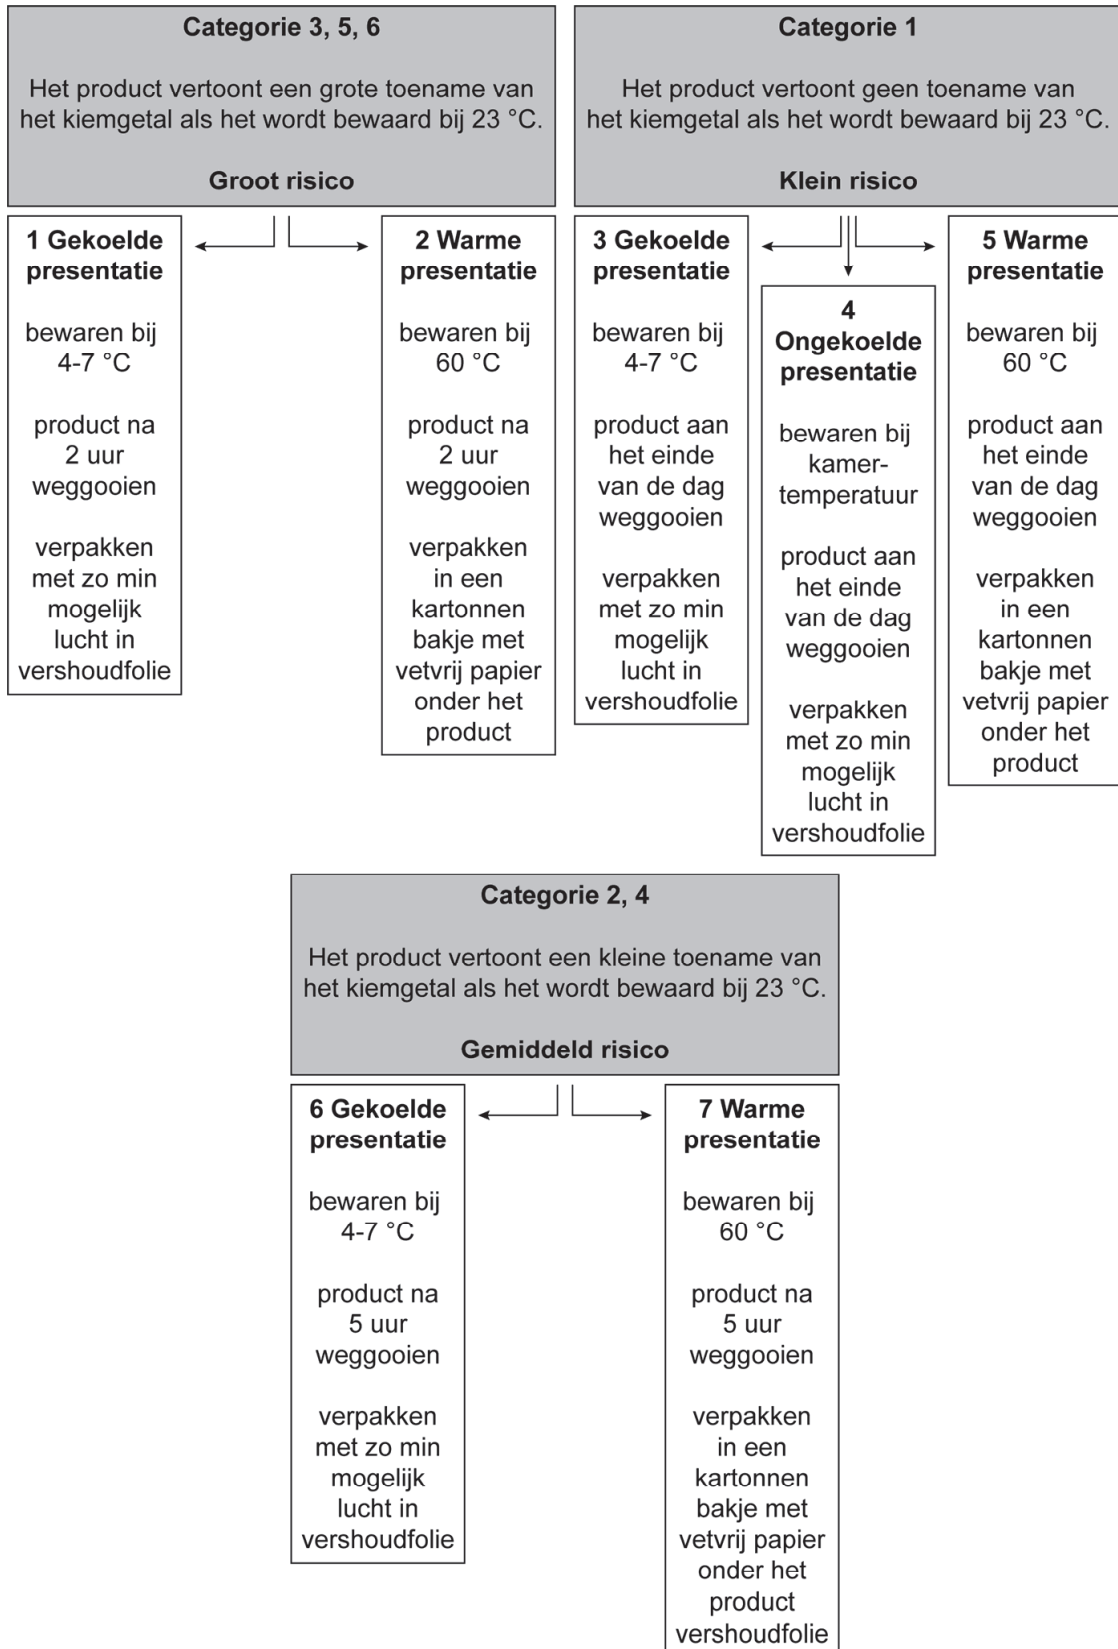 Categorie 3, 5, 6
Het product vertoont een grote toename van
het kiemgetal als het wordt bewaard bij 23 °C.
Groot risico
1 Gekoelde
presentatie
bewaren bij
4-7 °C
product na
2 uur
weggooien
verpakken
met zo min
mogelijk
lucht in
vershoudfolie
2 Warme
presentatie
bewaren bij
60 °C
product na
2 uur
weggooien
verpakken
in een
kartonnen
bakje met
vetvrij papier
onder het
product
Categorie 1
Het product vertoont geen toename van
het kiemgetal als het wordt bewaard bij 23 °C.
Klein risico
3 Gekoelde
presentatie
bewaren bij
4-7 °C
product aan
het einde
van de dag
weggooien
verpakken
met zo min
mogelijk
lucht in
vershoudfolie
4
Ongekoelde
presentatie
bewaren bij
kamer-
temperatuur
product aan
het einde
van de dag
weggooien
verpakken
met zo min
mogelijk
lucht in
vershoudfolie
5 Warme
presentatie
bewaren bij
60 °C
product aan
het einde
van de dag
weggooien
verpakken
in een
kartonnen
bakje met
vetvrij papier
onder het
product
Categorie 2, 4
Het product vertoont een kleine toename van
het kiemgetal als het wordt bewaard bij 23 °C.
Gemiddeld risico
6 Gekoelde
presentatie
bewaren bij
4-7 °C
product na
5 uur
weggooien
verpakken
met zo min
mogelijk
lucht in
vershoudfolie
7 Warme
presentatie
bewaren bij
60 °C
product na
5 uur
weggooien
verpakken
in een
kartonnen
bakje met
vetvrij papier
onder het
product
vershoudfolie